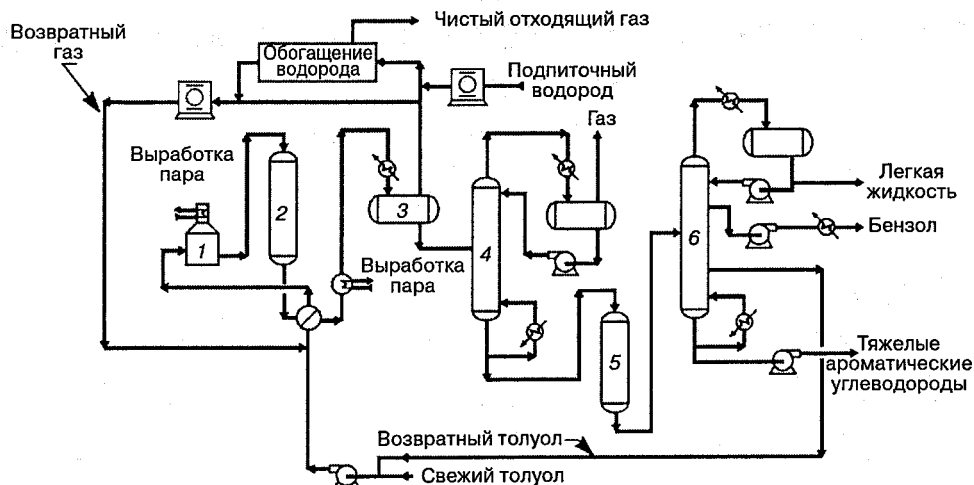 Чистый отходящий газ
Возвратный
газ
Обогащение
водорода
Подпиточный
водород
Газ
Выработка
пара
Легкая
жидкость
Бензол
1
2
3
4
5
6
Выработка
пара
Тяжелые
ароматические
углеводороды
Возвратный толуол
Свежий толуол